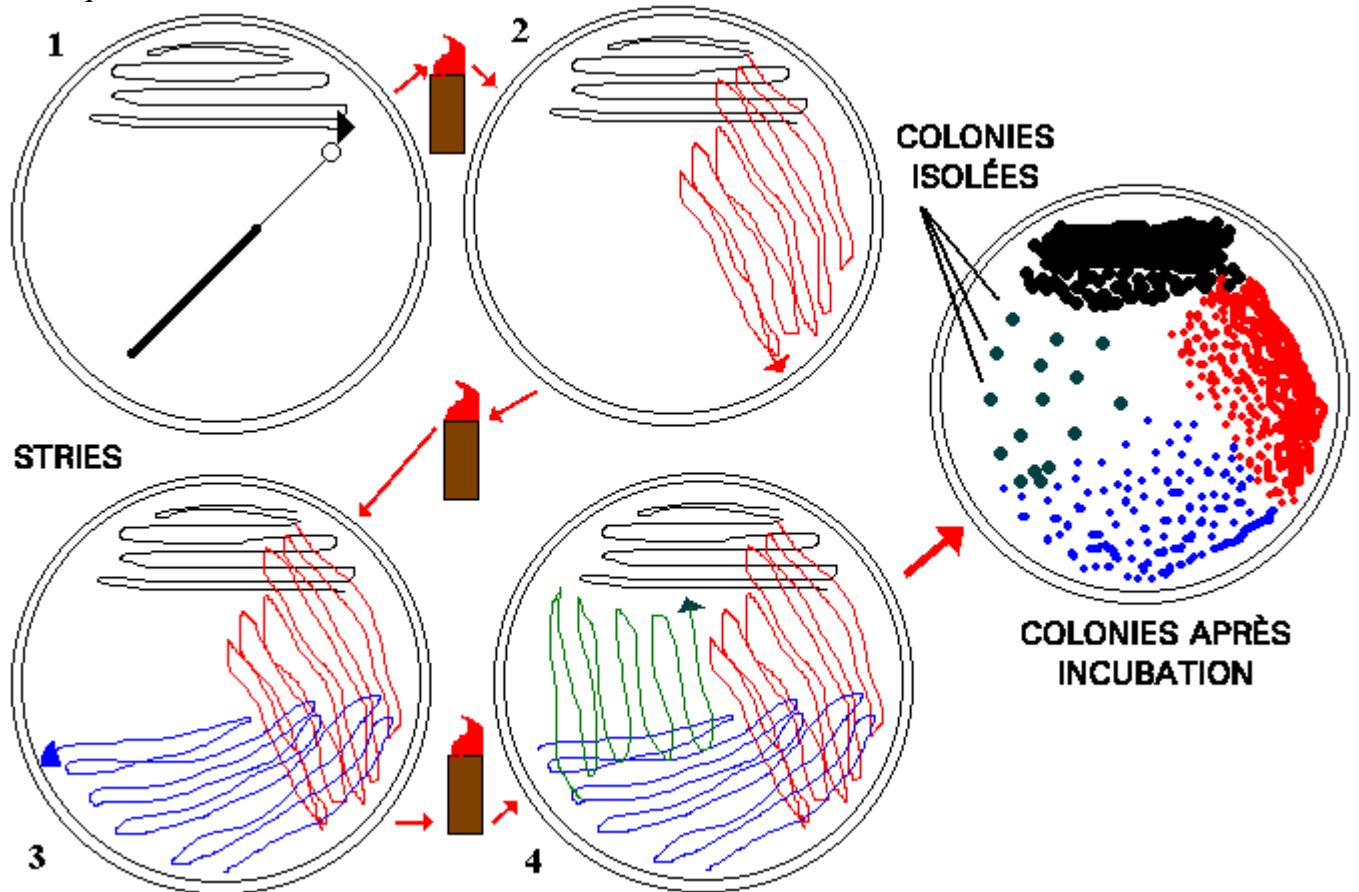 1
2
COLONIES
ISOLÉES
STRIES
3
4
COLONIES APRÈS
INCUBATION